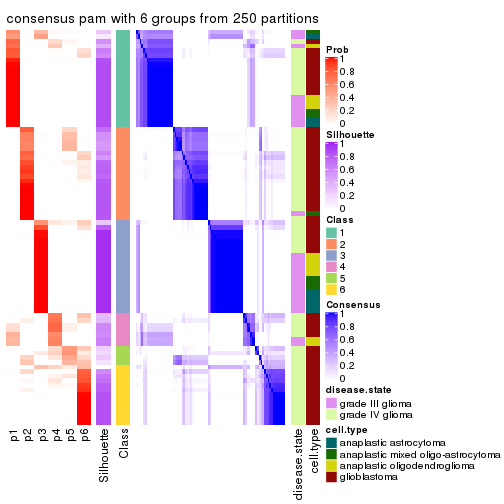 consensus pam with 6 groups from 250 partitions
Prob
1
0.8
0.6
0.4
0.2
0
Silhouette
1
0.8
0.6
0.4
0.2
0
Class
1
2
3
4
5
6
Consensus
1
0.8
0.6
0.4
0.2
0
disease.state
grade III glioma
grade IV glioma
cell.type
anaplastic astrocytoma
anaplastic mixed oligo-astrocytoma
anaplastic oligodendroglioma
glioblastoma
p1
p2
p3
p4
p5
p6
Silhouette
Class
disease.state
cell.type